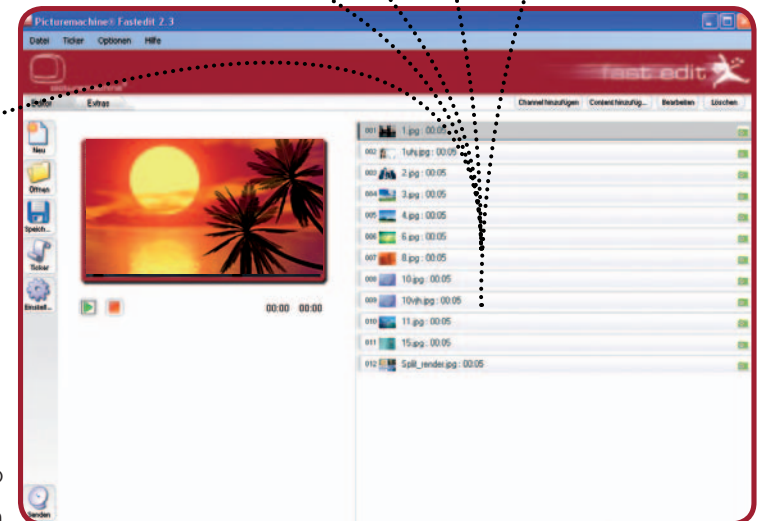 Picturemachine® Fastedit 2.3
Datei Ticker Optionen Hilfe
fast edit
Editor Extras
Channel hinzufügen Content hinzufüg... Bearbeiten Löschen
Neu
Öffnen
Speich...
Ticker
Einstell...
00:00 00:00
001 1.jpg : 00:05
002 1uhj.jpg : 00:05
003 2.jpg : 00:05
004 3.jpg : 00:05
005 4.jpg : 00:05
006 6.jpg : 00:05
007 8.jpg : 00:05
008 10.jpg : 00:05
009 10vjh.jpg : 00:05
010 11.jpg : 00:05
011 15.jpg : 00:05
012 Split_render.jpg : 00:05
Senden